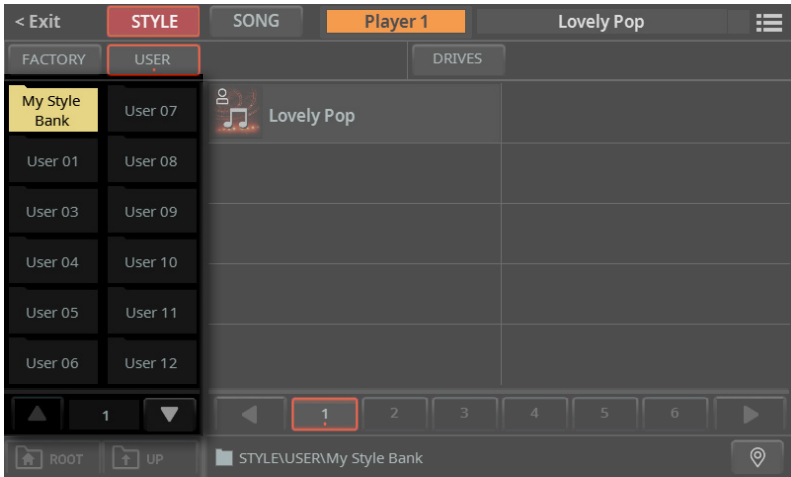 < Exit
STYLE
SONG
Player 1
Lovely Pop
FACTORY
USER
DRIVES
My Style
Bank
User 07
User 01
User 08
User 03
User 09
User 04
User 10
User 05
User 11
User 06
User 12
Lovely Pop
1
1
2
3
4
5
6
ROOT
UP
STYLE\USER\My Style Bank